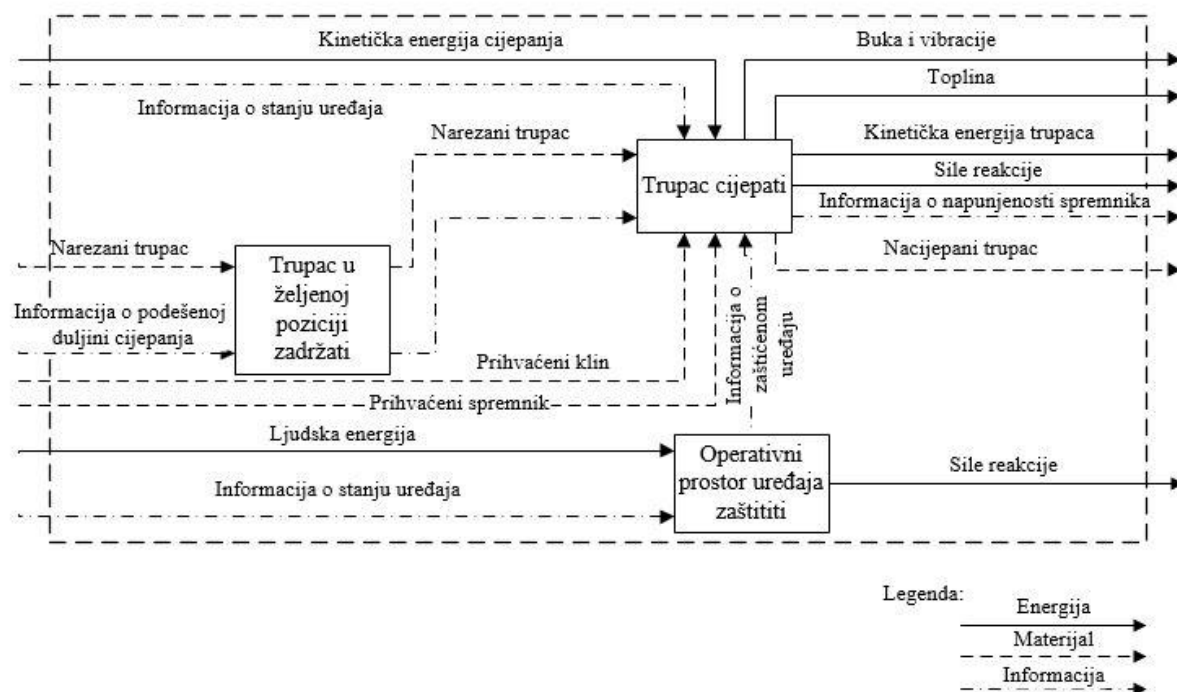 Kinetička energija cijepanja
Buka i vibracije
Toplina
Informacija o stanju uređaja
Narezani trupac
Kinetička energija trupaca
Trupac cijepati
Sile reakcije
Informacija o napunjenosti spremnika
Narezani trupac
Nacijepani trupac
Trupac u
željenoj
poziciji
zadržati
Informacija o podešenoj
duljini cijepanja
Informacija o
zaštićenom
uređaju
Prihvaćeni klin
Prihvaćeni spremnik
Ljudska energija
Operativni
prostor uređaja
zaštititi
Sile reakcije
Informacija o stanju uređaja
Legenda:
Energija
Materijal
Informacija